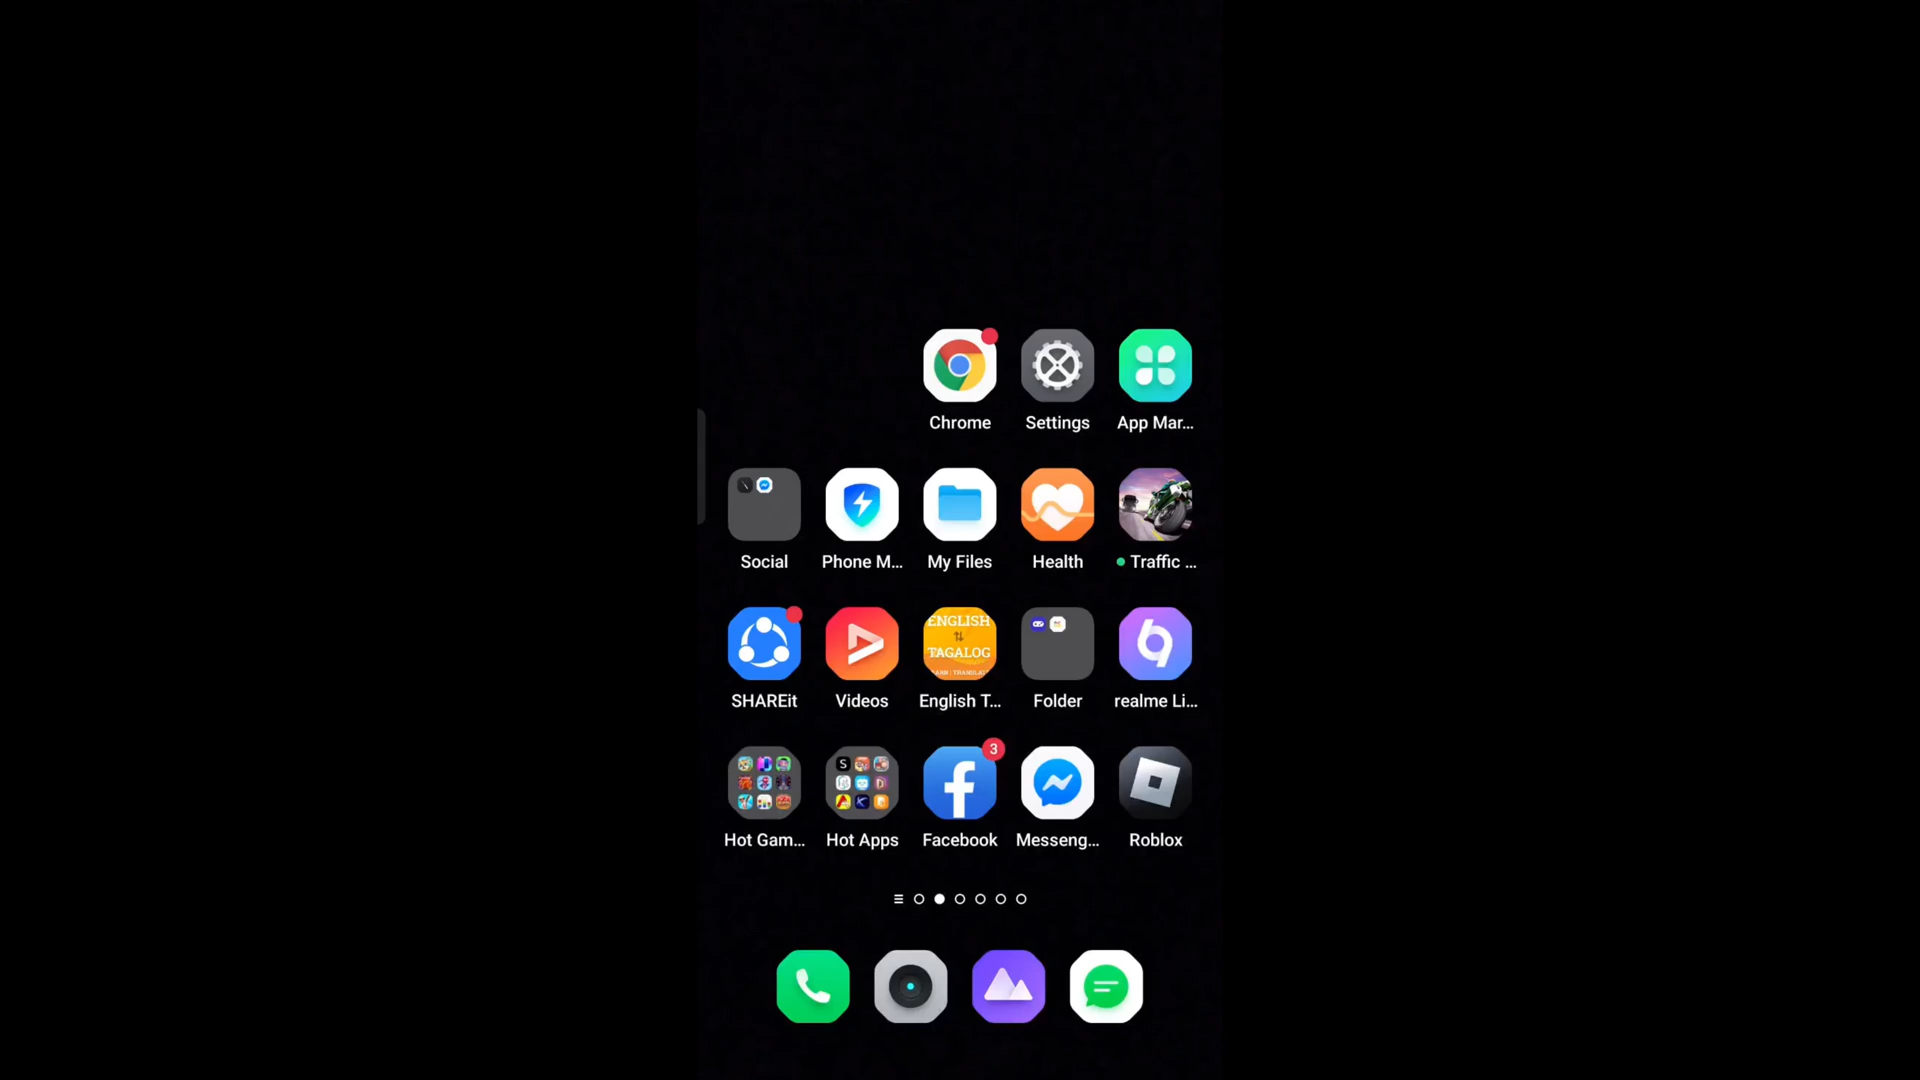 Chrome
Settings
App Mar...
Social
Phone M...
My Files
Health
Traffic ...
ENGLISH
TAGALOG
SHAREit
Videos
English T...
Folder
realme Li...
S
3
Hot Gam...
Hot Apps
Facebook
Messeng...
Roblox